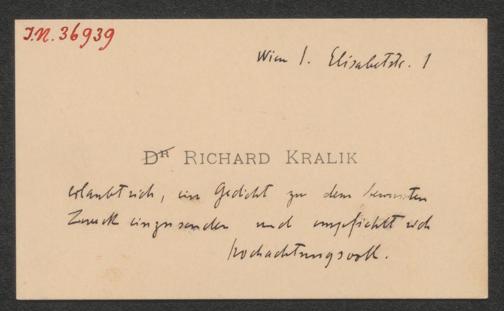 I.N. 36939
Wien I. Elisabetstr. 1
DR RICHARD KRALIK
erlaubt sich, ein Gedicht zu dem bewussten
Zweck einzusenden und empfiehlt sich
hochachtungsvoll.